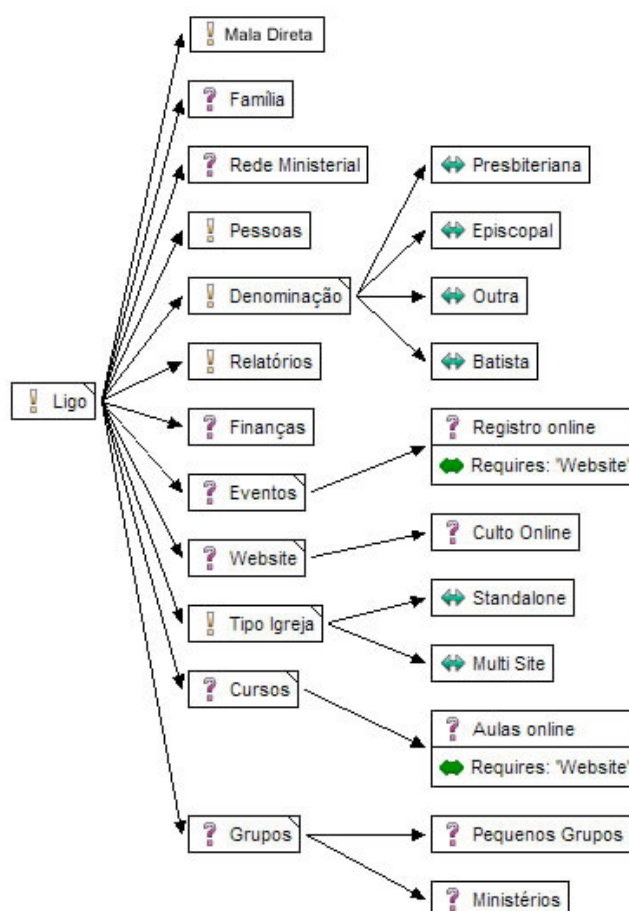 Mala Direta
Família
Rede Ministerial
Pessoas
Denominação
Presbiteriana
Episcopal
Outra
Batista
Relatórios
Ligo
Finanças
Eventos
Registro online
Requires: 'Website'
Website
Culto Online
Tipo Igreja
Standalone
Multi Site
Cursos
Aulas online
Requires: 'Website'
Grupos
Pequenos Grupos
Ministérios